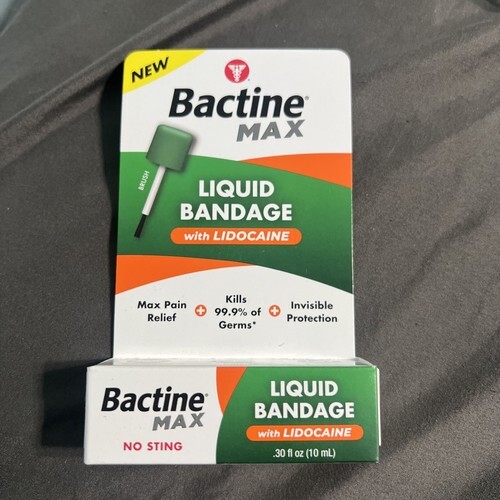 NEW
Bactine®
MAX
BRUSH
LIQUID
BANDAGE
with LIDOCAINE
Max Pain
Relief
Kills
99.9% of
Germs*
Invisible
Protection
Bactine®
MAX
NO STING
LIQUID
BANDAGE
with LIDOCAINE
.30 fl oz (10 mL)